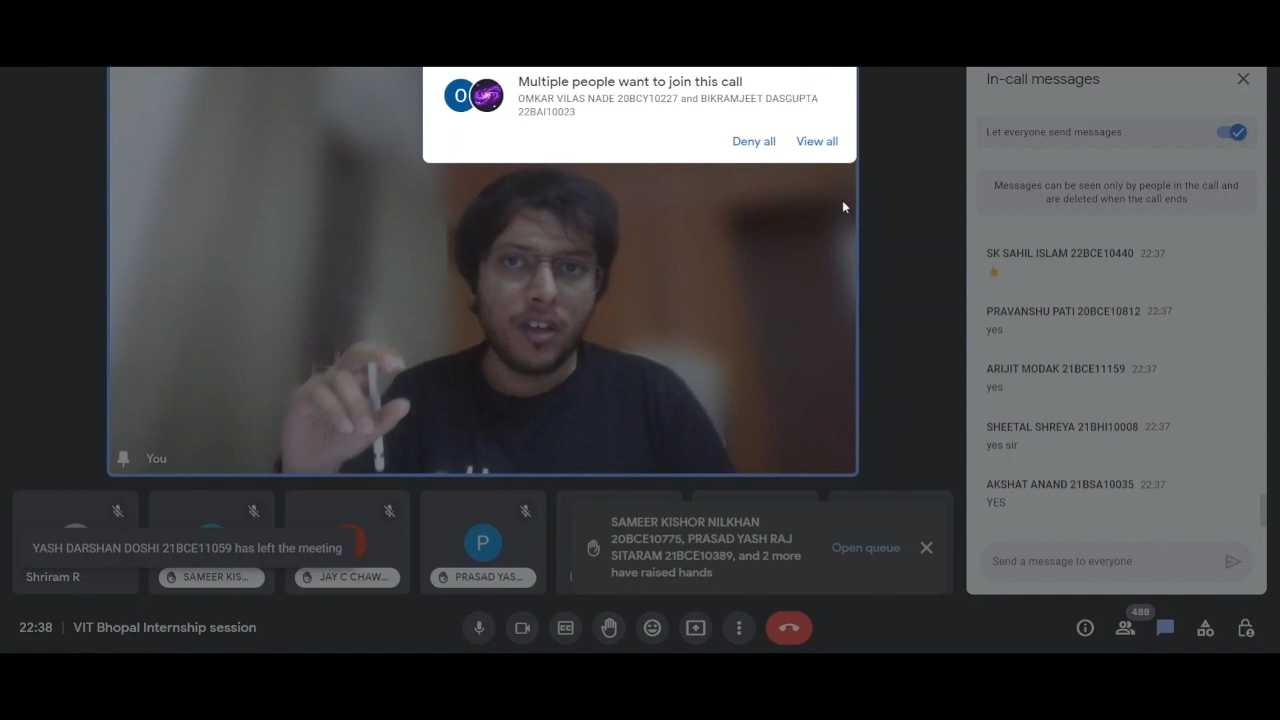 Multiple people want to join this call
O
OMKAR VILAS NADE 20BCY10227 and BIKRAMJEET DASGUPTA
22BAI10023
Deny all
View all
You
YASH DARSHAN DOSHI 21BCE11059 has left the meeting
Shriram R
SAMEER KIS...
JAY C CHAW...
P
PRASAD YAS...
SAMEER KISHOR NILKHAN
20BCE10775, PRASAD YASH RAJ
SITARAM 21BCE10389, and 2 more
have raised hands
Open queue
22:38 | VIT Bhopal Internship session
488
In-call messages
Let everyone send messages
Messages can be seen only by people in the call and
are deleted when the call ends
SK SAHIL ISLAM 22BCE10440 22:37
PRAVANSHU PATI 20BCE10812 22:37
yes
ARIJIT MODAK 21BCE11159 22:37
yes
SHEETAL SHREYA 21BHI10008 22:37
yes sir
AKSHAT ANAND 21BSA10035 22:37
YES
Send a message to everyone